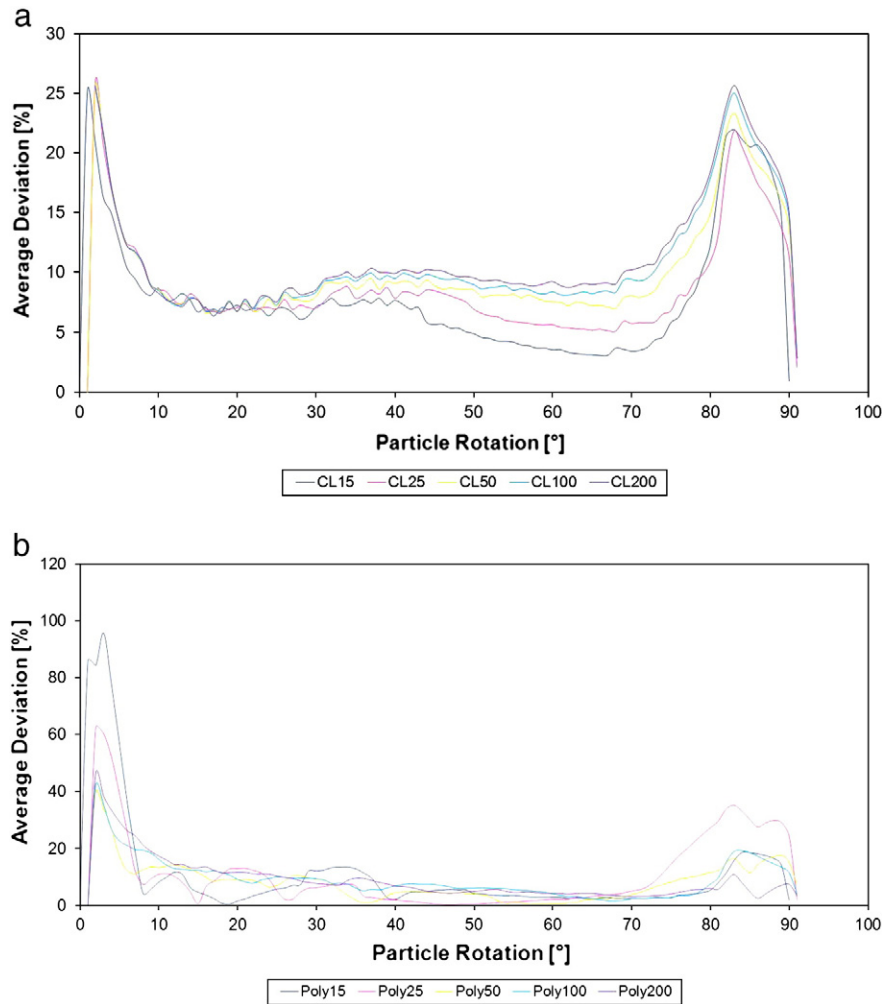 a
30
25
20
15
10
5
0
Average Deviation [%]
0 10 20 30 40 50 60 70 80 90 100
Particle Rotation [°]
CL15 CL25 CL50 CL100 CL200
b
120
100
80
60
40
20
0
Average Deviation [%]
0 10 20 30 40 50 60 70 80 90 100
Particle Rotation [°]
Poly15 Poly25 Poly50 Poly100 Poly200